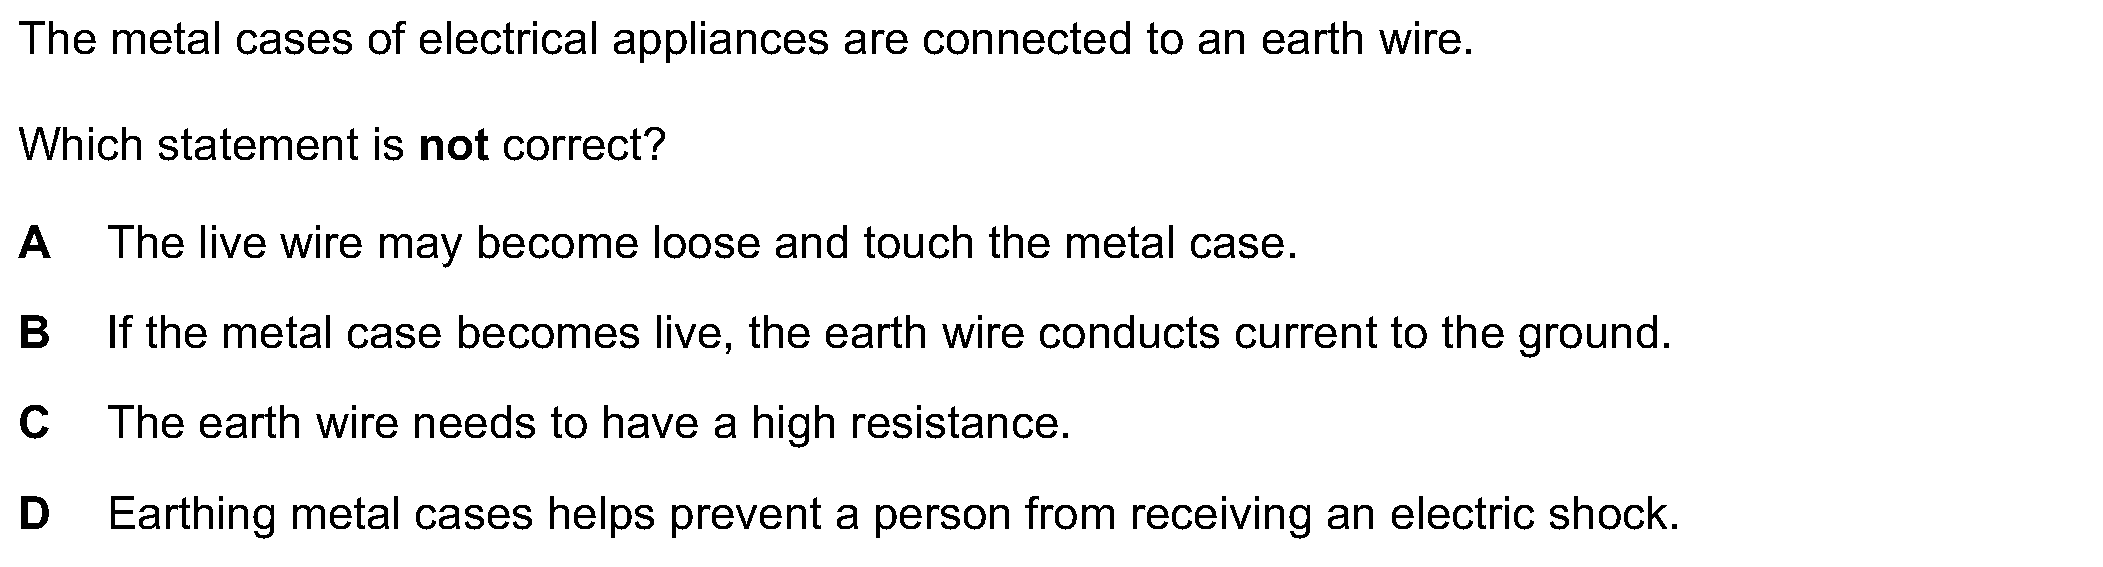 The metal cases of electrical appliances are connected to an earth wire.
Which statement is not correct?
A The live wire may become loose and touch the metal case.
B If the metal case becomes live, the earth wire conducts current to the ground.
C The earth wire needs to have a high resistance.
D Earthing metal cases helps prevent a person from receiving an electric shock.